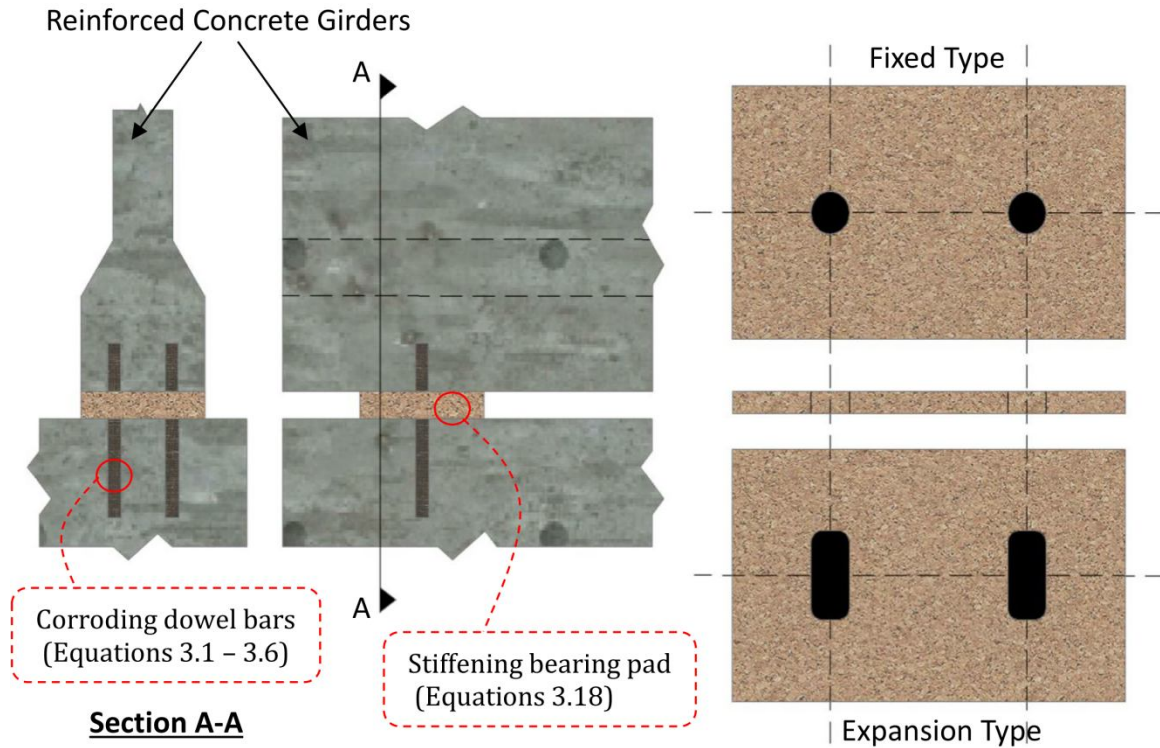 Reinforced Concrete Girders
A
Fixed Type
Corroding dowel bars
(Equations 3.1 – 3.6)
A
Stiffening bearing pad
(Equations 3.18)
Section A-A
Expansion Type